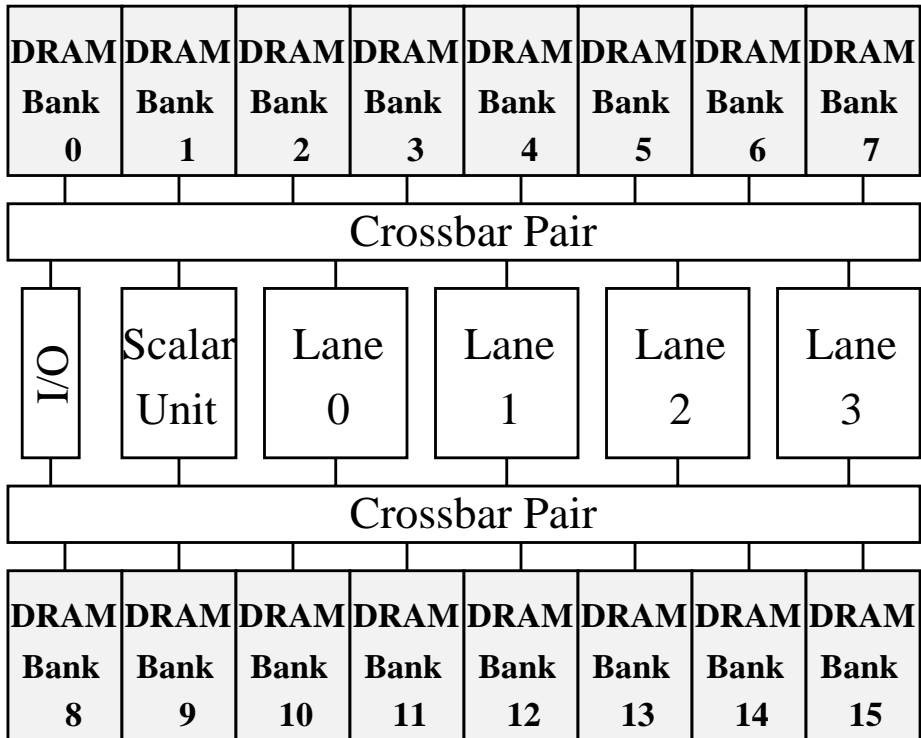 DRAM DRAM DRAM DRAM DRAM DRAM DRAM DRAM
Bank Bank Bank Bank Bank Bank Bank Bank
0 1 2 3 4 5 6 7
Crossbar Pair
I/O
Scalar Lane Lane Lane Lane
Unit 0 1 2 3
Crossbar Pair
DRAM DRAM DRAM DRAM DRAM DRAM DRAM DRAM
Bank Bank Bank Bank Bank Bank Bank Bank
8 9 10 11 12 13 14 15